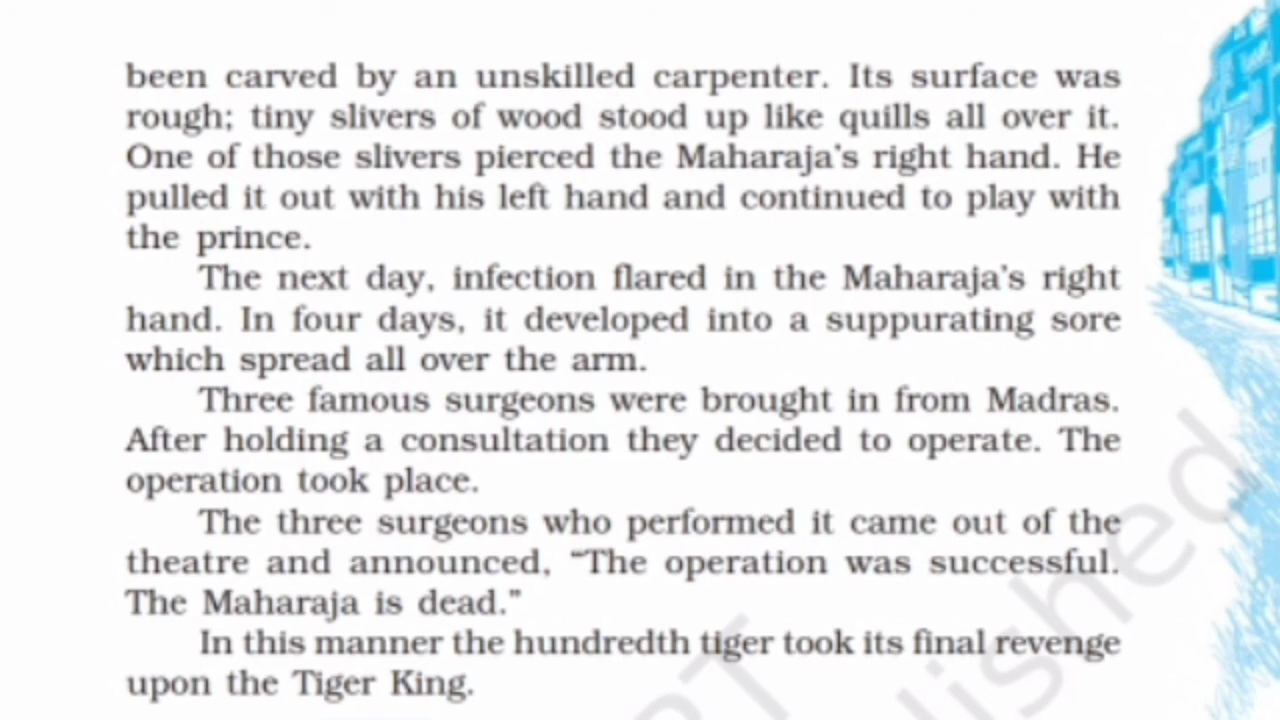 been carved by an unskilled carpenter. Its surface was
rough; tiny slivers of wood stood up like quills all over it.
One of those slivers pierced the Maharaja's right hand. He
pulled it out with his left hand and continued to play with
the prince.
The next day, infection flared in the Maharaja's right
hand. In four days, it developed into a suppurating sore
which spread all over the arm.
Three famous surgeons were brought in from Madras.
After holding a consultation they decided to operate. The
operation took place.
The three surgeons who performed it came out of the
theatre and announced, “The operation was successful.
The Maharaja is dead.”
In this manner the hundredth tiger took its final revenge
upon the Tiger King.